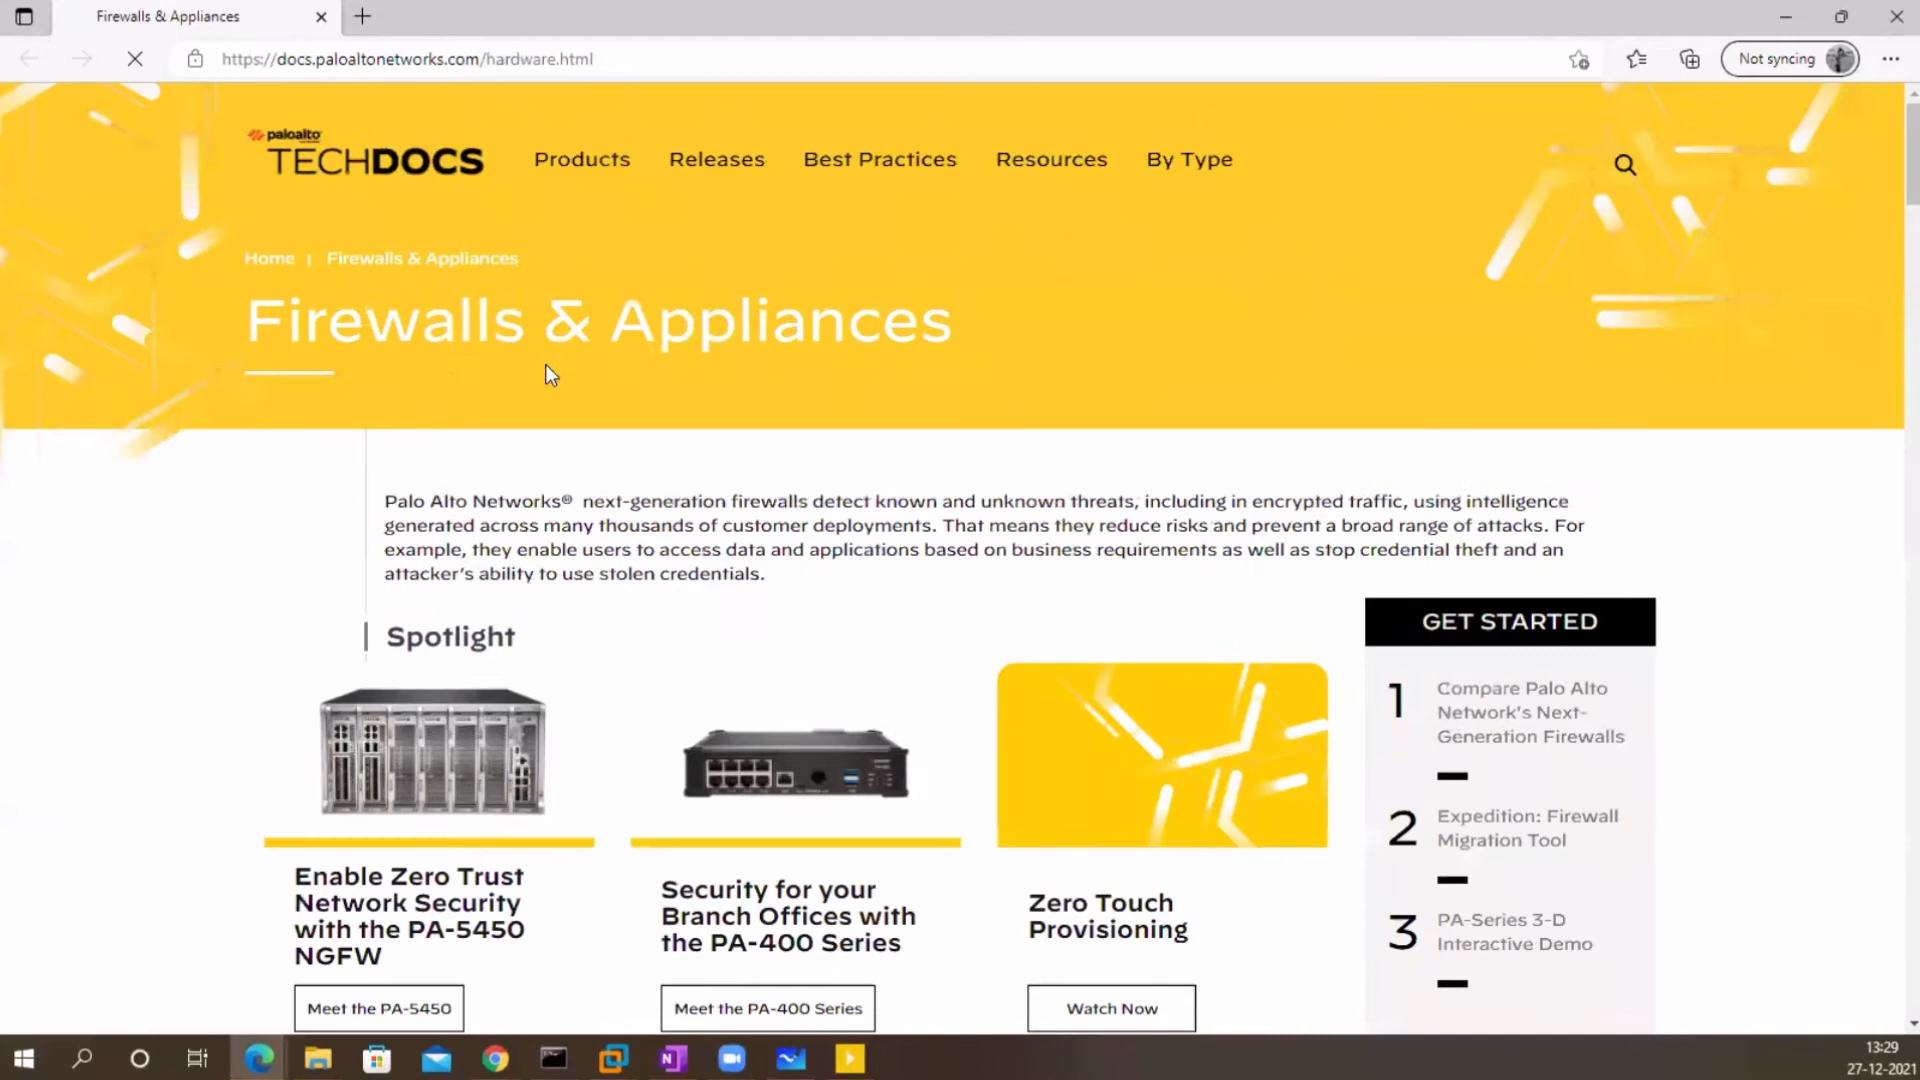 Firewalls & Appliances
https://docs.paloaltonetworks.com/hardware.html
Not syncing
paloalto
TECHDOCS
Products
Releases
Best Practices
Resources
By Type
Home | Firewalls & Appliances
Firewalls & Appliances
Palo Alto Networks® next-generation firewalls detect known and unknown threats, including in encrypted traffic, using intelligence
generated across many thousands of customer deployments. That means they reduce risks and prevent a broad range of attacks. For
example, they enable users to access data and applications based on business requirements as well as stop credential theft and an
attacker's ability to use stolen credentials.
Spotlight
Enable Zero Trust
Network Security
with the PA-5450
NGFW
Meet the PA-5450
Security for your
Branch Offices with
the PA-400 Series
Meet the PA-400 Series
Zero Touch
Provisioning
Watch Now
GET STARTED
1
Compare Palo Alto
Network's Next-
Generation Firewalls
2
Expedition: Firewall
Migration Tool
3
PA-Series 3-D
Interactive Demo
N
13:29
27-12-2021